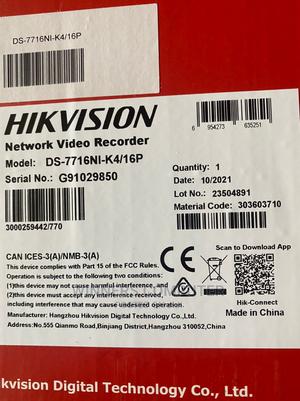 DS-7716NI-K4/16P
HIKVISION
Network Video Recorder
Model: DS-7716NI-K4/16P
Serial No.: G91029850
3000259442/770
6 954273 635251
Quantity: 1
Date: 10/2021
Lot: 23504891
Material Code: 303603710
Scan to Download App
CAN ICES-3(A)/NMB-3(A)
This device complies with Part 15 of the FCC Rules.
Operation is subject to the following two conditions:
(1)this device may not cause harmful interference, and
(2)this device must accept any interference received,
including interference that may cause undesired operation.
Hik-Connect
Made in China
WINNERS COMPUTER
Manufacturer: Hangzhou Hikvision Digital Technology Co., Ltd.
Address:No.555 Qianmo Road,Binjiang District, Hangzhou 310052,China
kvision Digital Technology Co., Ltd.